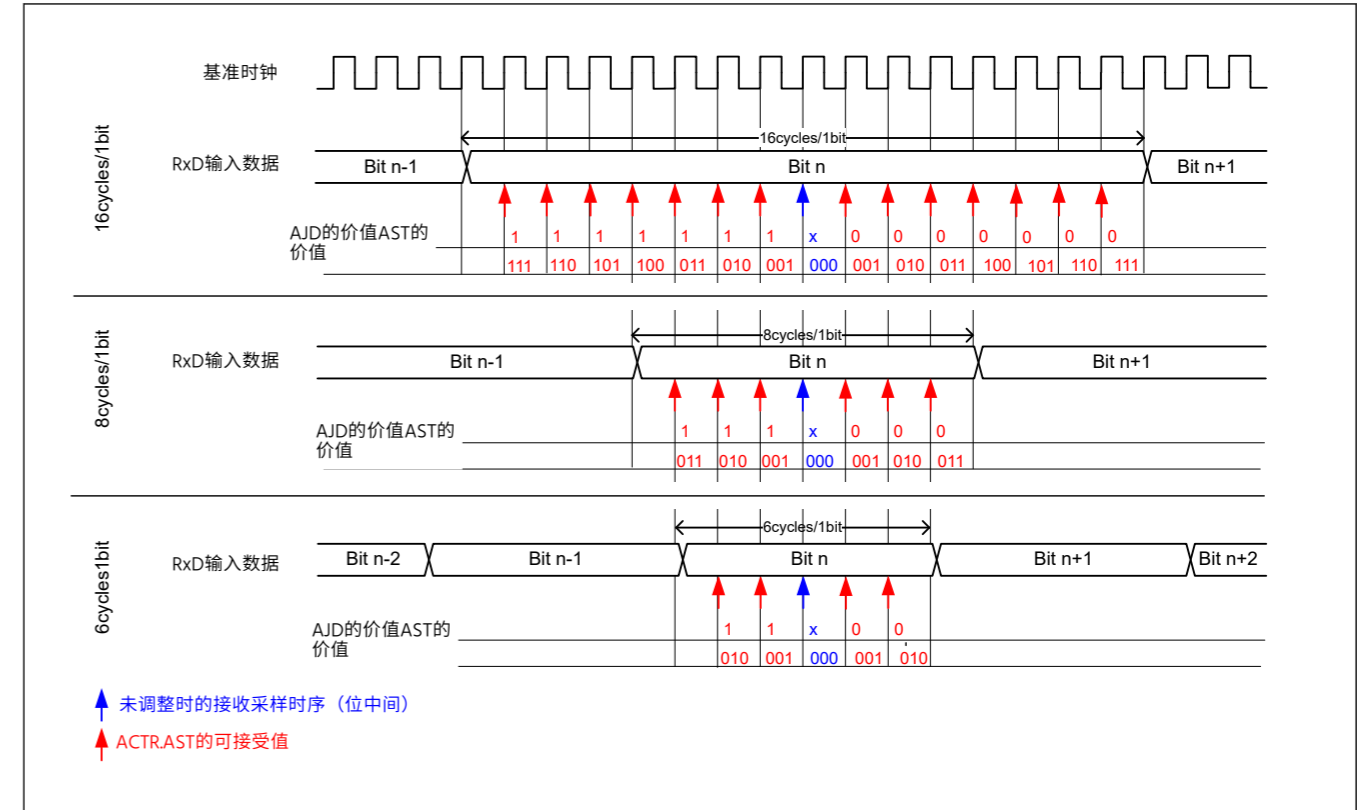 基准时钟
16cycles/1bit
16cycles/1bit
RxD输入数据
Bit n-1 Bit n Bit n+1
AJD的价值AST的
价值
1 1 1 1 1 1 1 x 0 0 0 0 0 0 0
111 110 101 100 011 010 001 000 001 010 011 100 101 110 111
8cycles/1bit
8cycles/1bit
RxD输入数据
Bit n-1 Bit n Bit n+1
AJD的价值AST的
价值
1 1 1 x 0 0 0
011 010 001 000 001 010 011
6cycles1bit
6cycles/1bit
RxD输入数据
Bit n-2 Bit n-1 Bit n Bit n+1 Bit n+2
AJD的价值AST的
价值
1 1 x 0 0
010 001 000 001 010
未调整时的接收采样时序（位中间）
ACTR.AST的可接受值